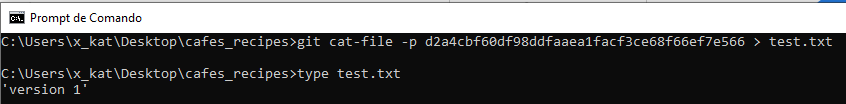 Prompt de Comando
C:\Users\x_kat\Desktop\cafes_recipes>git cat-file -p d2a4cbf60df98ddfaaea1facf3ce68f66ef7e566 > test.txt
C:\Users\x_kat\Desktop\cafes_recipes>type test.txt
'version 1'